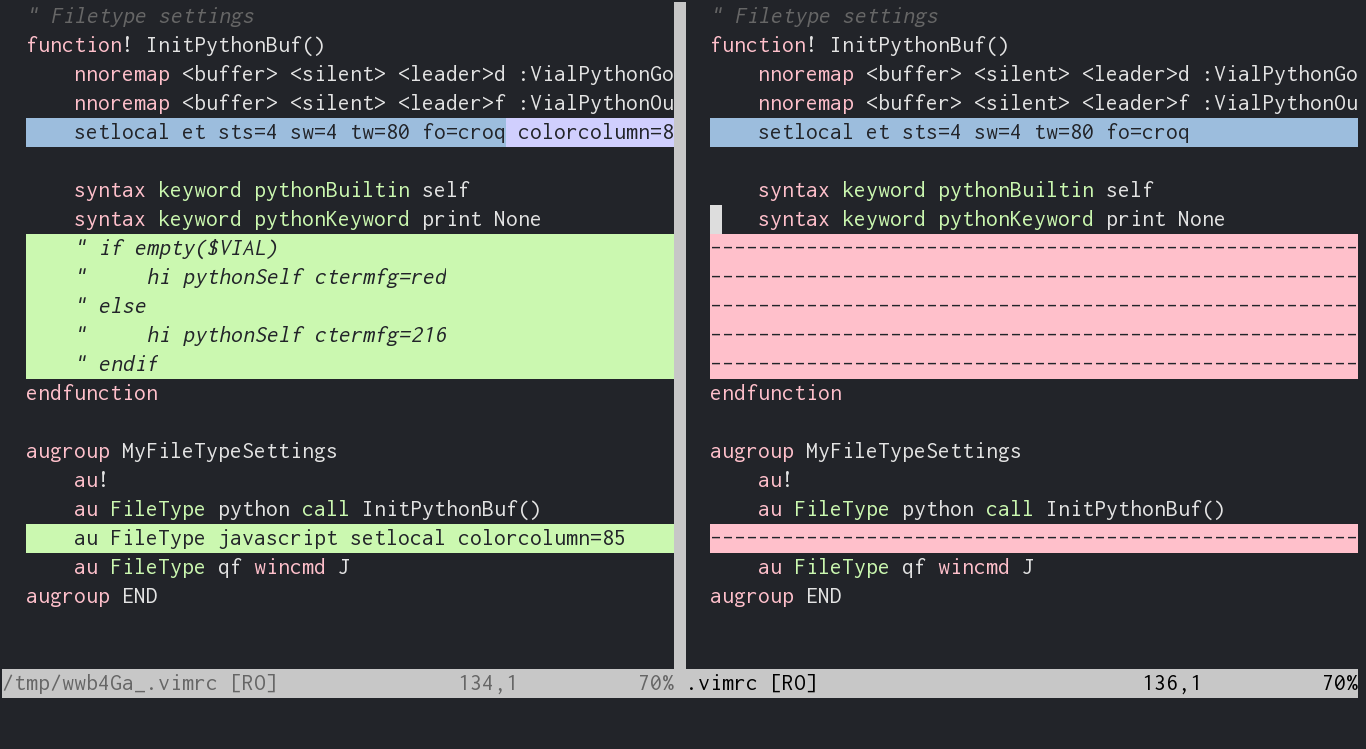 " Filetype settings
function! InitPythonBuf()
    nnoremap <buffer> <silent> <leader>d :VialPythonGo
    nnoremap <buffer> <silent> <leader>f :VialPythonOu
    setlocal et sts=4 sw=4 tw=80 fo=croq colorcolumn=8

    syntax keyword pythonBuiltin self
    syntax keyword pythonKeyword print None
    " if empty($VIAL)
    "     hi pythonSelf ctermfg=red
    " else
    "     hi pythonSelf ctermfg=216
    " endif
endfunction

augroup MyFileTypeSettings
    au!
    au FileType python call InitPythonBuf()
    au FileType javascript setlocal colorcolumn=85
    au FileType qf wincmd J
augroup END
/tmp/wwb4Ga_.vimrc [RO] 134,1 70%
" Filetype settings
function! InitPythonBuf()
    nnoremap <buffer> <silent> <leader>d :VialPythonGo
    nnoremap <buffer> <silent> <leader>f :VialPythonOu
    setlocal et sts=4 sw=4 tw=80 fo=croq

    syntax keyword pythonBuiltin self
    syntax keyword pythonKeyword print None
------------------------------------------------------
------------------------------------------------------
------------------------------------------------------
------------------------------------------------------
------------------------------------------------------
endfunction

augroup MyFileTypeSettings
    au!
    au FileType python call InitPythonBuf()
------------------------------------------------------
    au FileType qf wincmd J
augroup END
.vimrc [RO] 136,1 70%